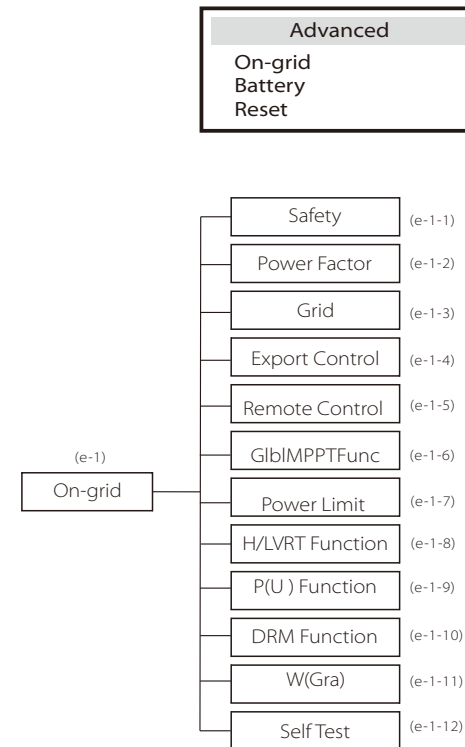 Advanced
On-grid
Battery
Reset
Safety (e-1-1)
Power Factor (e-1-2)
Grid (e-1-3)
Export Control (e-1-4)
Remote Control (e-1-5)
(e-1)
GlblMPPTFunc (e-1-6)
On-grid
Power Limit (e-1-7)
H/LVRT Function (e-1-8)
P(U ) Function (e-1-9)
DRM Function (e-1-10)
W(Gra) (e-1-11)
Self Test (e-1-12)